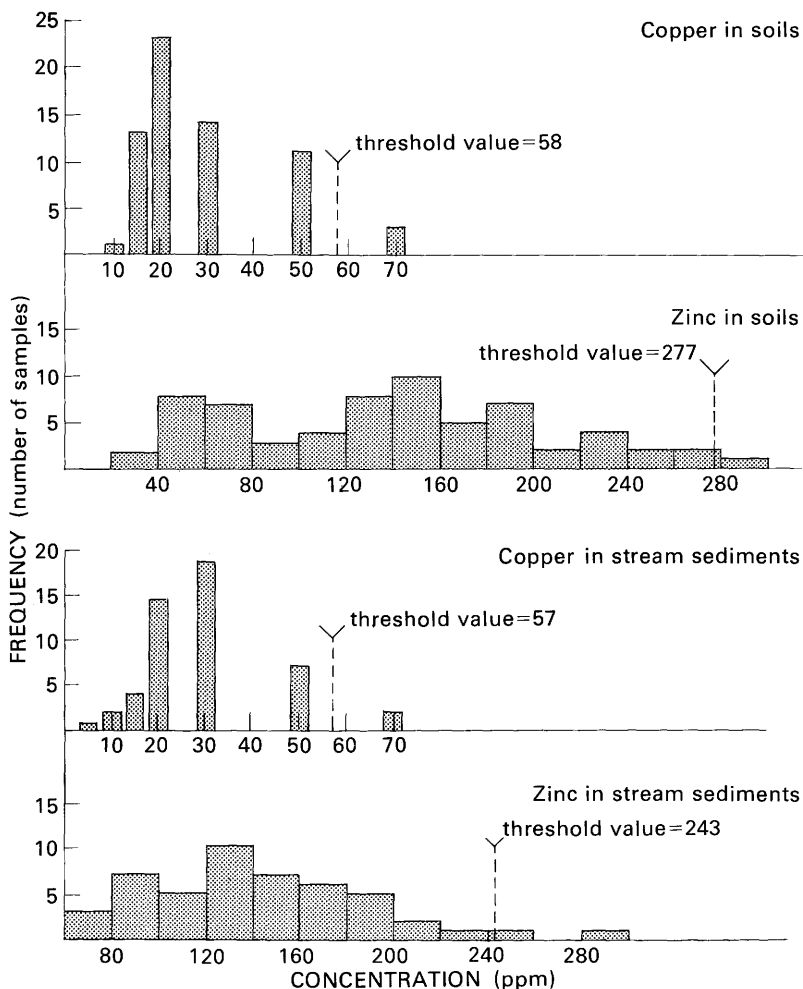 25
Copper in soils
20
15
threshold value=58
10
5
10 20 30 40 50 60 70
FREQUENCY (number of samples)
Zinc in soils
15
threshold value=277
10
5
40 80 120 160 200 240 280
20
Copper in stream sediments
15
threshold value=57
10
5
10 20 30 40 50 60 70
Zinc in stream sediments
15
threshold value=243
10
5
80 120 160 200 240 280
CONCENTRATION (ppm)